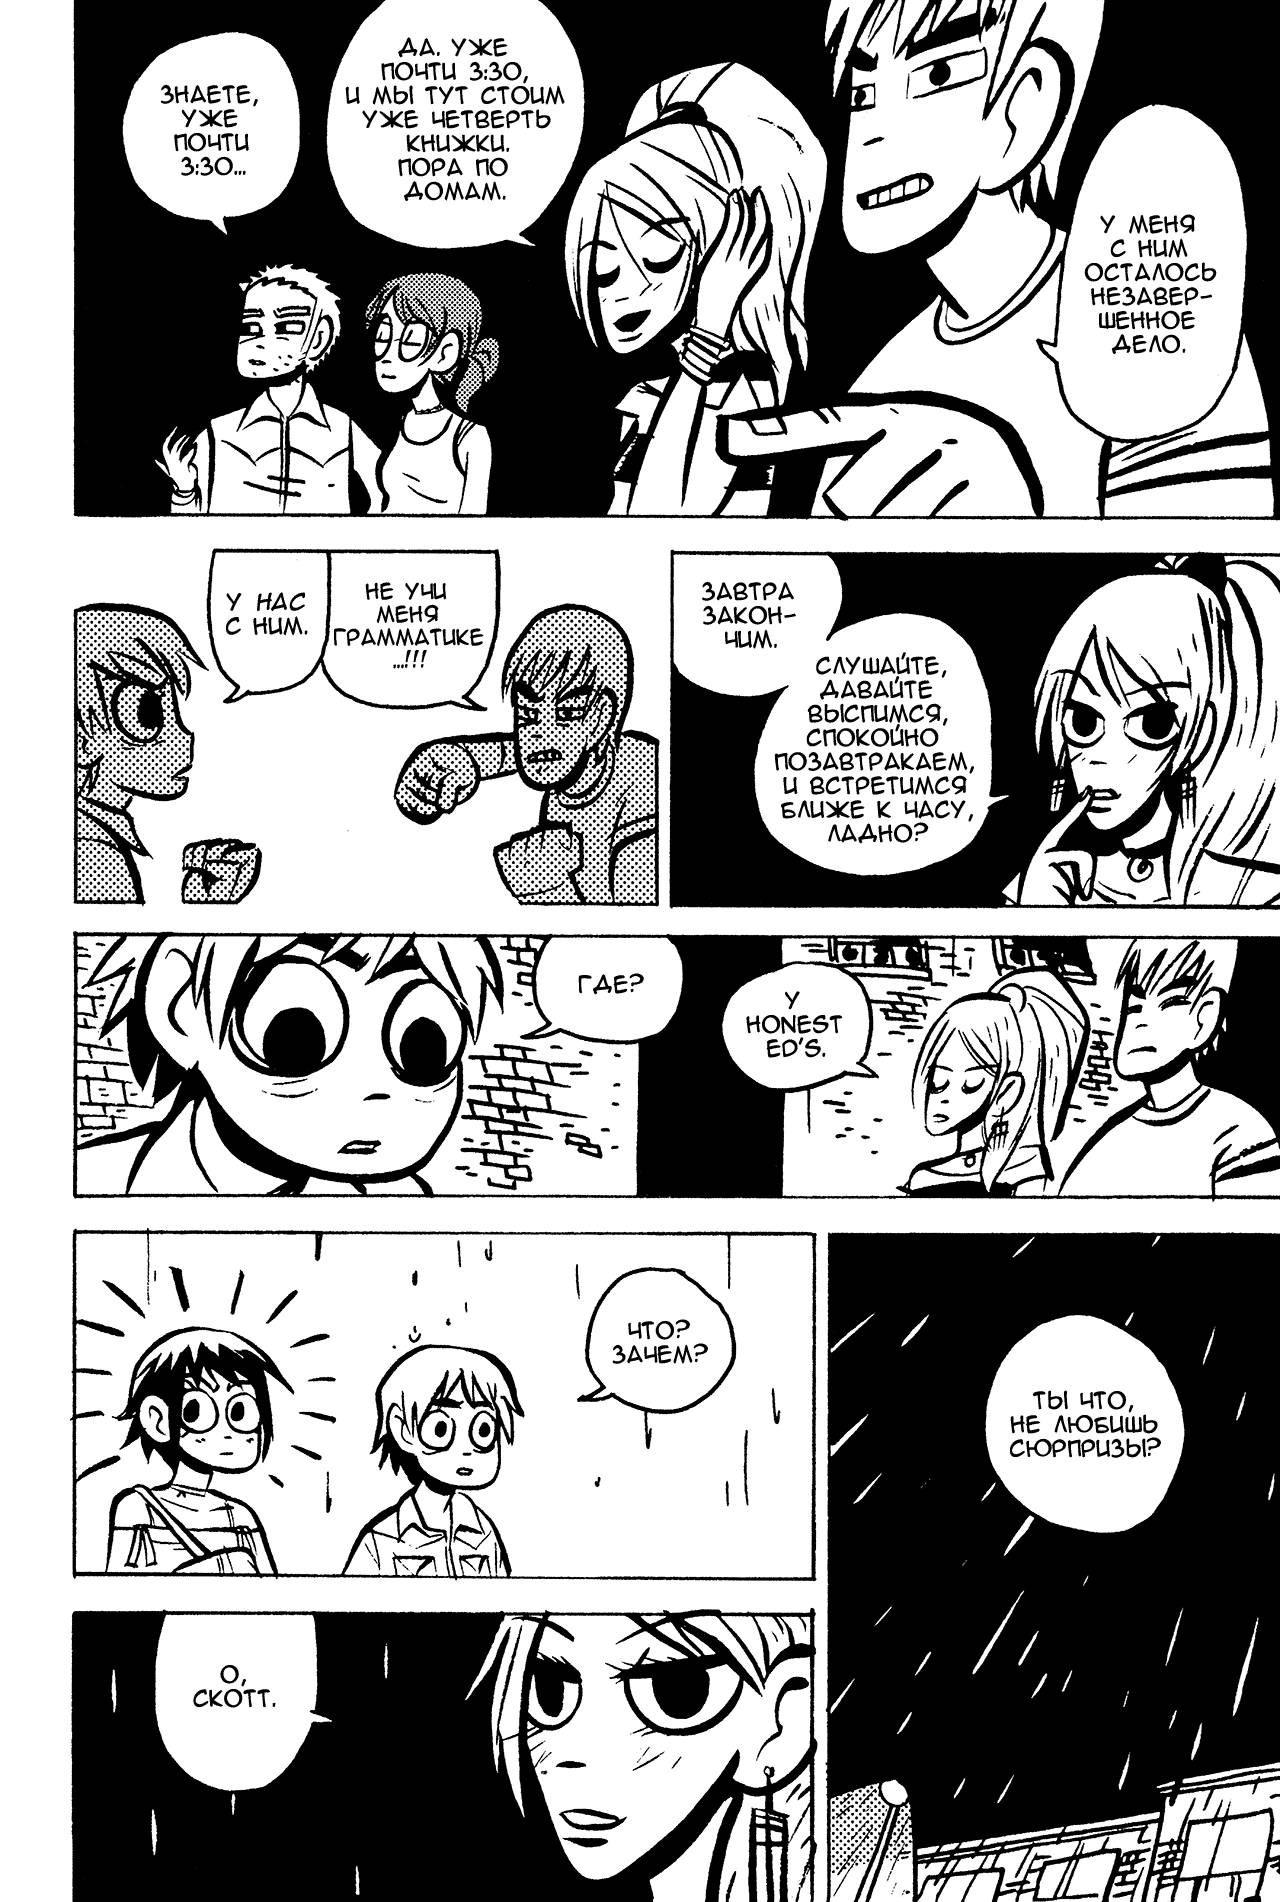 ЗНАЕТЕ,
УЖЕ
ПОЧТИ
3:30...
ДА. УЖЕ
ПОЧТИ 3:30,
И МЫ ТУТ СТОИМ
УЖЕ ЧЕТВЕРТЬ
КНИЖКИ.
ПОРА ПО
ДОМАМ.
У МЕНЯ
С НИМ
ОСТАЛОСЬ
НЕЗАВЕР-
ШЕННОЕ
ДЕЛО.
У НАС
С НИМ.
НЕ УЧИ
МЕНЯ
ГРАММАТИКЕ
...!!!
ЗАВТРА
ЗАКОН-
ЧИМ.
СЛУШАЙТЕ,
ДАВАЙТЕ
ВЫСПИМСЯ,
СПОКОЙНО
ПОЗАВТРАКАЕМ,
И ВСТРЕТИМСЯ
БЛИЖЕ К ЧАСУ,
ЛАДНО?
ГДЕ?
У
HONEST
ED'S.
ЧТО?
ЗАЧЕМ?
ТЫ ЧТО,
НЕ ЛЮБИШЬ
СЮРПРИЗЫ?
О,
СКОТТ.